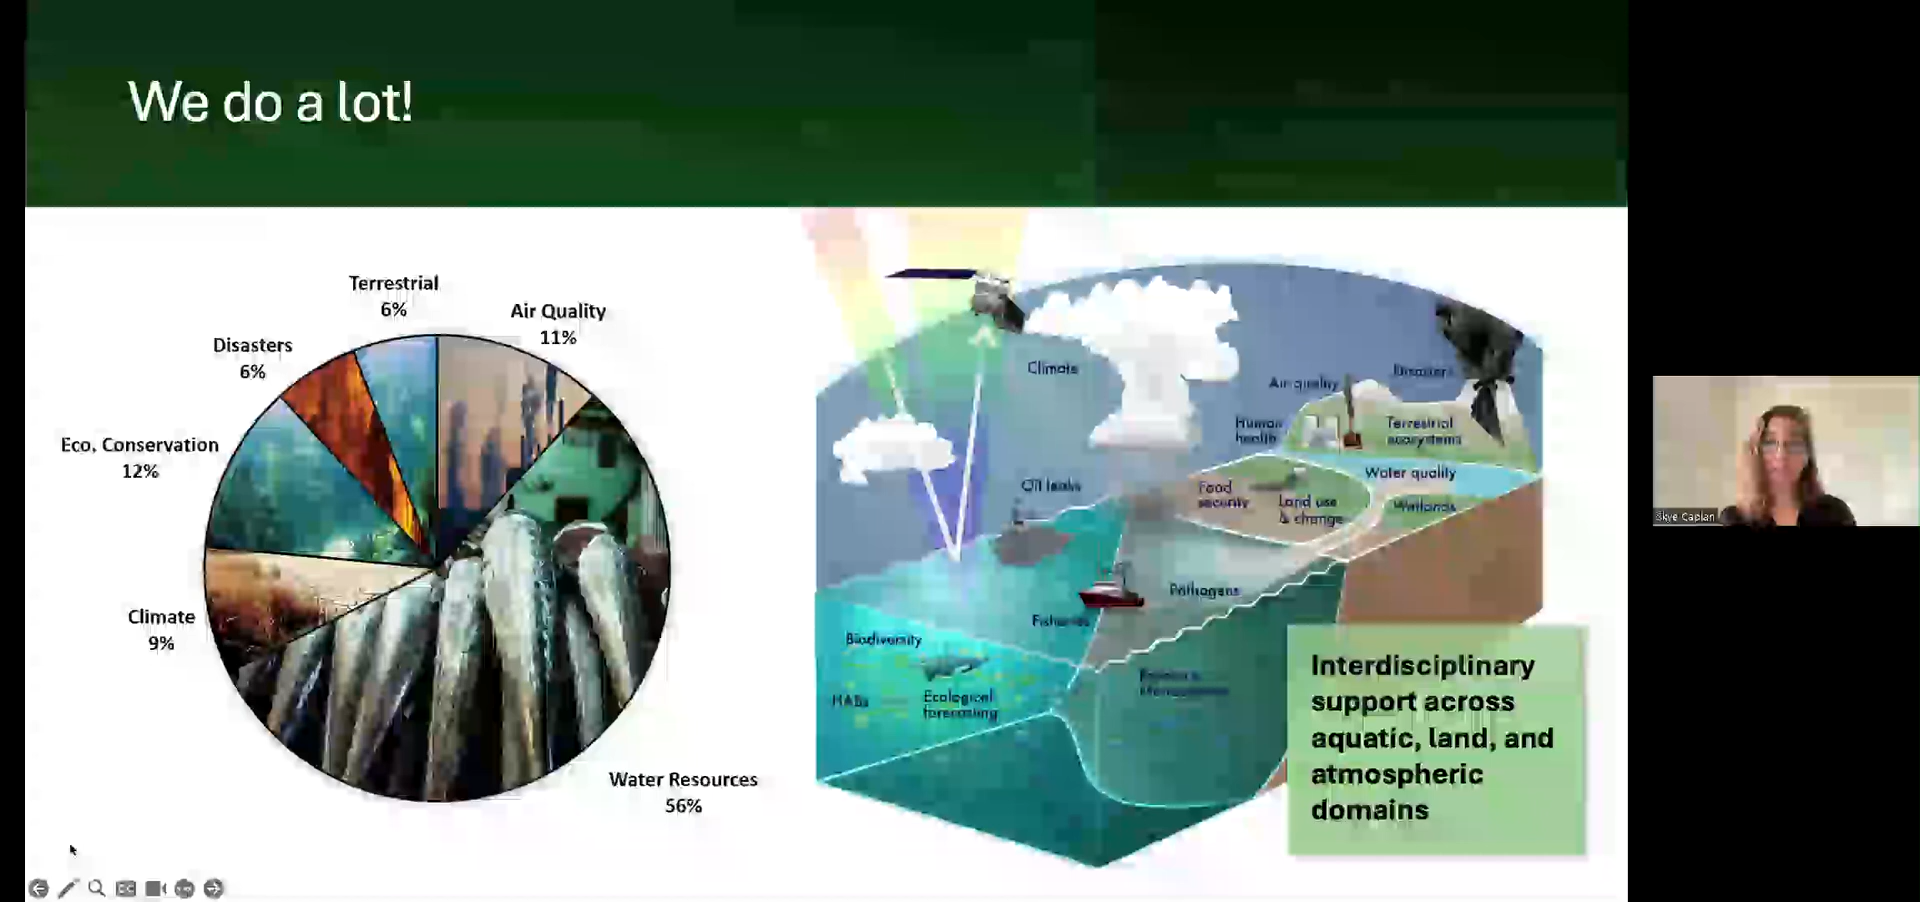 We do a lot!
Terrestrial
6%
Air Quality
11%
Disasters
6%
Eco. Conservation
12%
Climate
9%
Water Resources
56%
Climate
Air quality
Disasters
Human
health
Terrestrial
ecosystems
Water quality
Oil leaks
Food
security
Land use
& change
Wetlands
Pathogens
Fisheries
Biodiversity
HABs
Ecological
forecasting
Interdisciplinary
support across
aquatic, land, and
atmospheric
domains
Skye Caplan